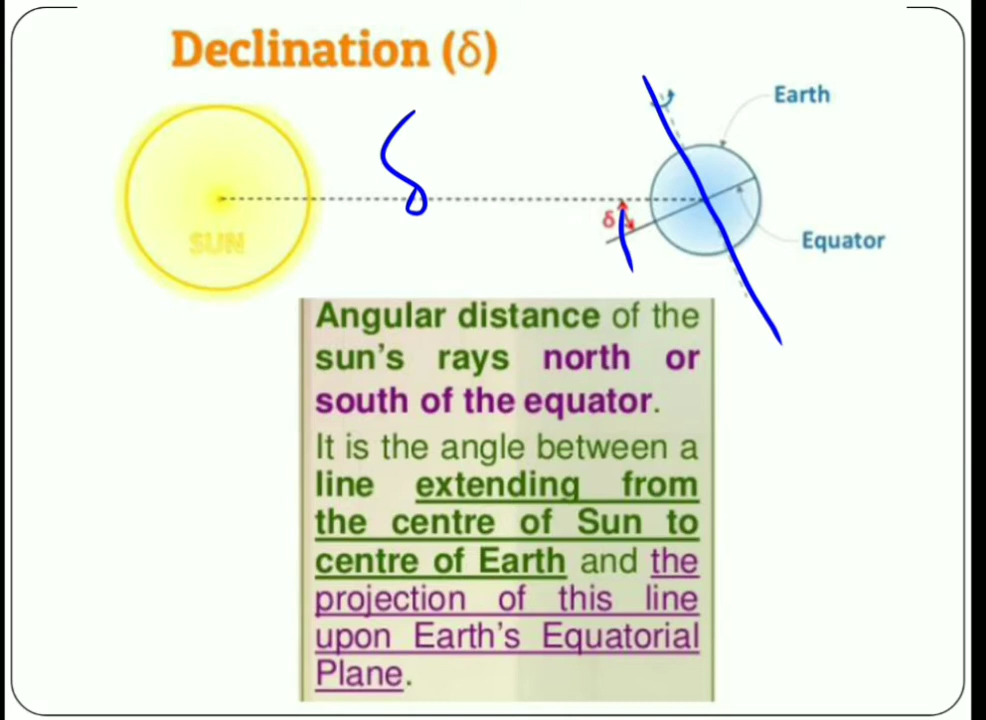 Declination (δ)
Earth
δ
δ
SUN
Equator
Angular distance of the
sun's rays north or
south of the equator.
It is the angle between a
line extending from
the centre of Sun to
centre of Earth and the
projection of this line
upon Earth's Equatorial
Plane.